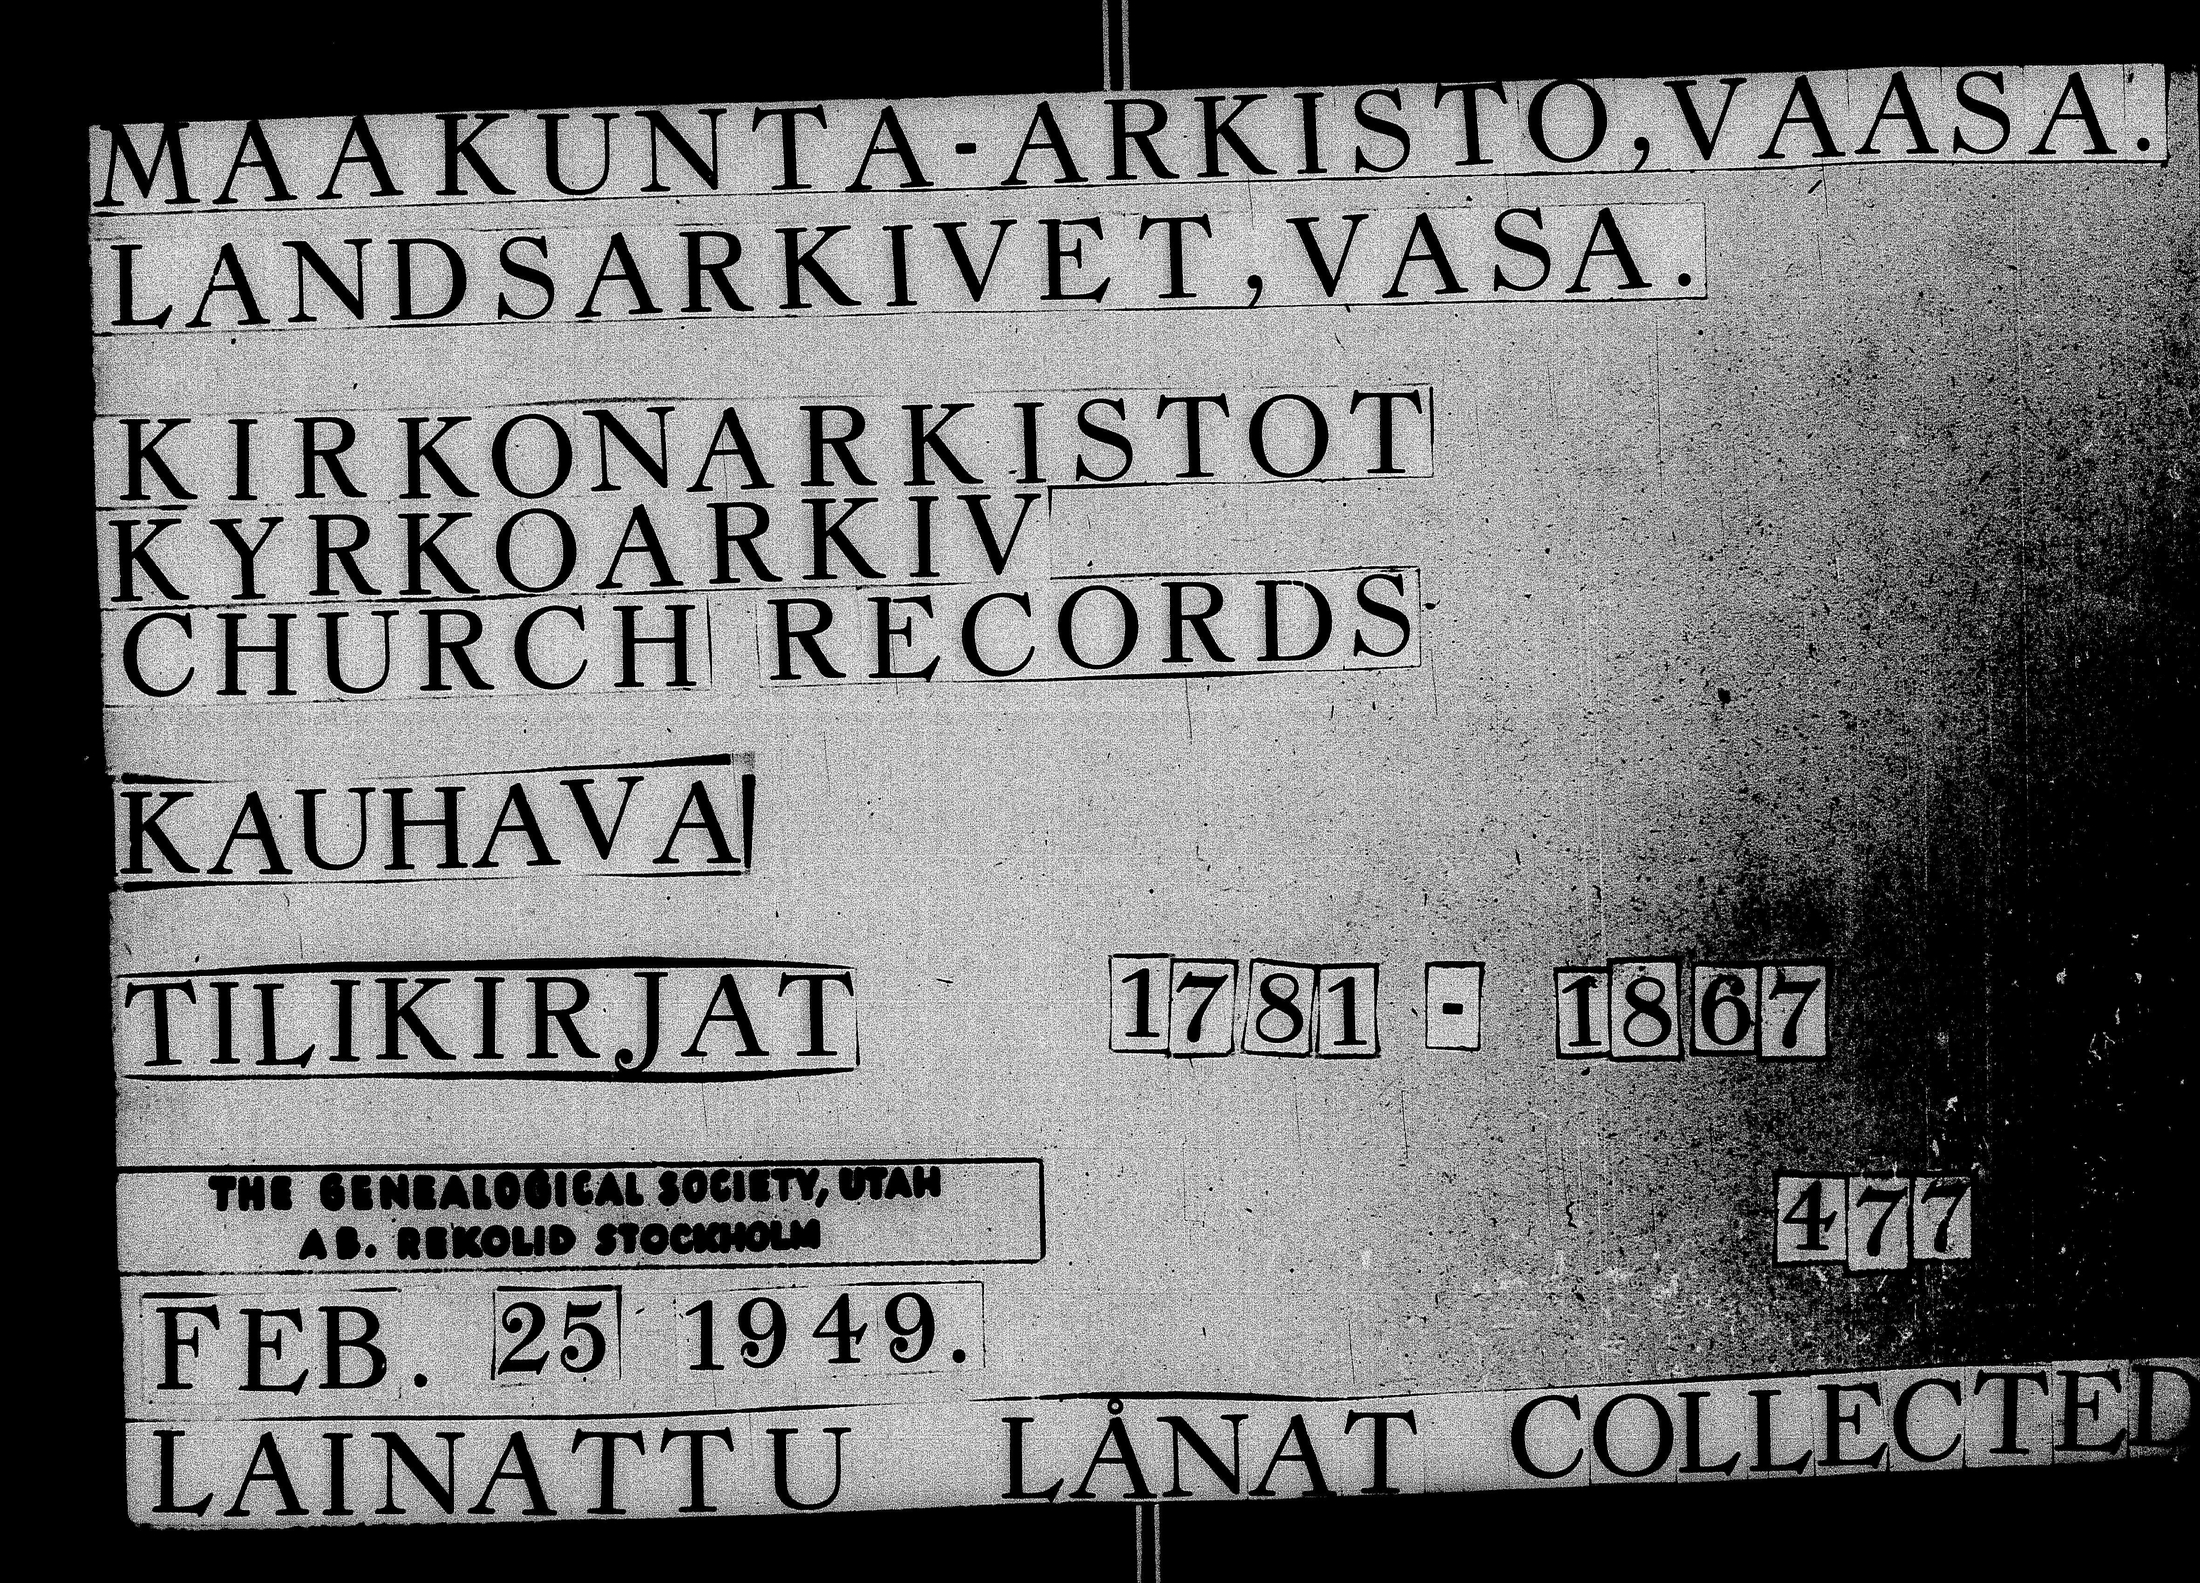 MAAKUNTA-ARKISTO, VAASA.
LANDSARKIVET, VASA.
KIRKONARKISTOT
KYRKOARKIV
CHURCH RECORDS
KAUHAVA
TILIKIRJAT 1781 - 1867
THE GENEALOGICAL SOCIETY, UTAH
AB. REKOLID STOCKHOLM
477
FEB. 25 1949.
LAINATTU LÅNAT COLLECTED